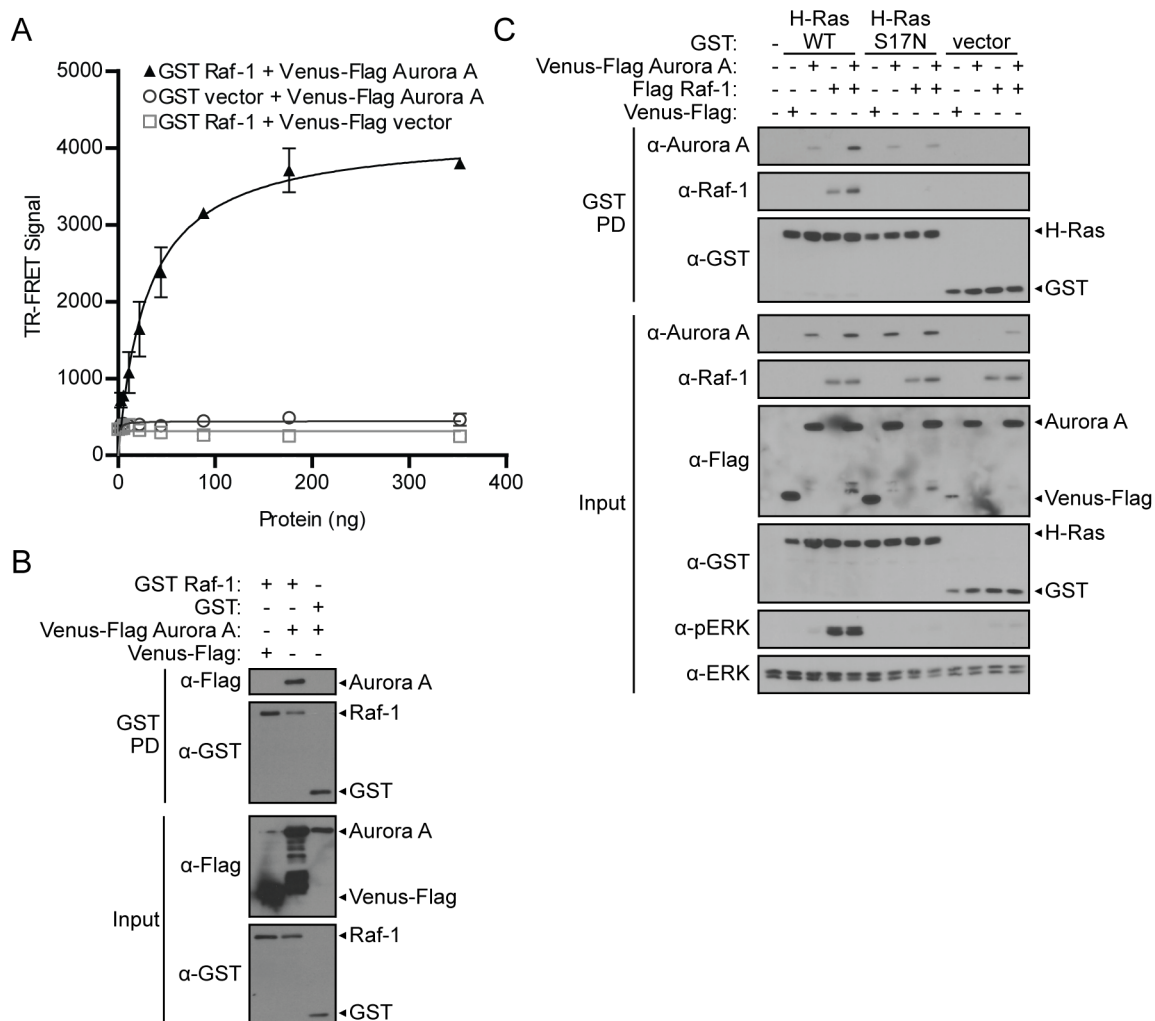 A
5000
4000
3000
2000
1000
0
TR-FRET Signal
GST Raf-1 + Venus-Flag Aurora A
GST vector + Venus-Flag Aurora A
GST Raf-1 + Venus-Flag vector
0 100 200 300 400
Protein (ng)
B
GST Raf-1: + + -
GST: - - +
Venus-Flag Aurora A: - + +
Venus-Flag: + - -
GST PD
α-Flag
Aurora A
α-GST
Raf-1
GST
Input
α-Flag
Aurora A
Venus-Flag
α-GST
Raf-1
GST
C
H-Ras H-Ras
GST: - WT S17N vector
Venus-Flag Aurora A: - - + - + - + - + - + - +
Flag Raf-1: - - - + + - - + + - - + +
Venus-Flag: - + - - - + - - - + - - -
GST
PD
α-Aurora A
α-Raf-1
α-GST
H-Ras
GST
Input
α-Aurora A
α-Raf-1
α-Flag
Aurora A
Venus-Flag
α-GST
H-Ras
GST
α-pERK
α-ERK